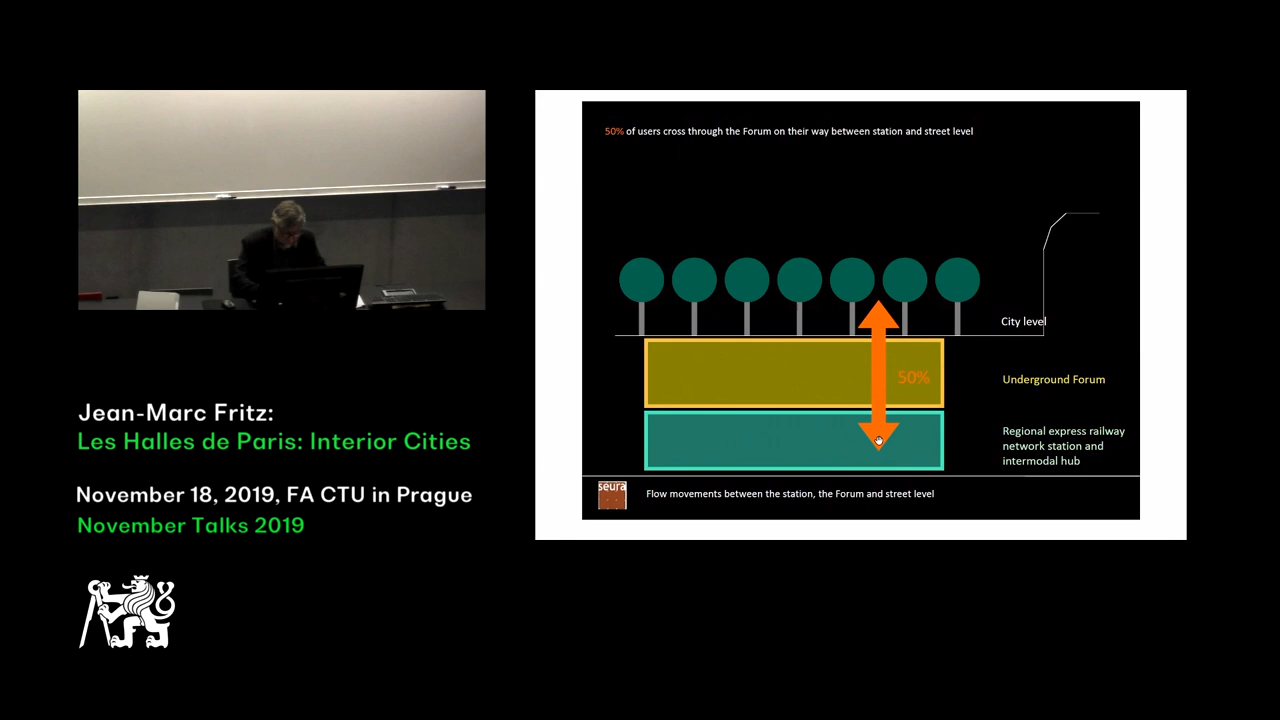 50% of users cross through the Forum on their way between station and street level
City level
50%
Underground Forum
Regional express railway
network station and
intermodal hub
seura
Flow movements between the station, the Forum and street level
Jean-Marc Fritz:
Les Halles de Paris: Interior Cities
November 18, 2019, FA CTU in Prague
November Talks 2019